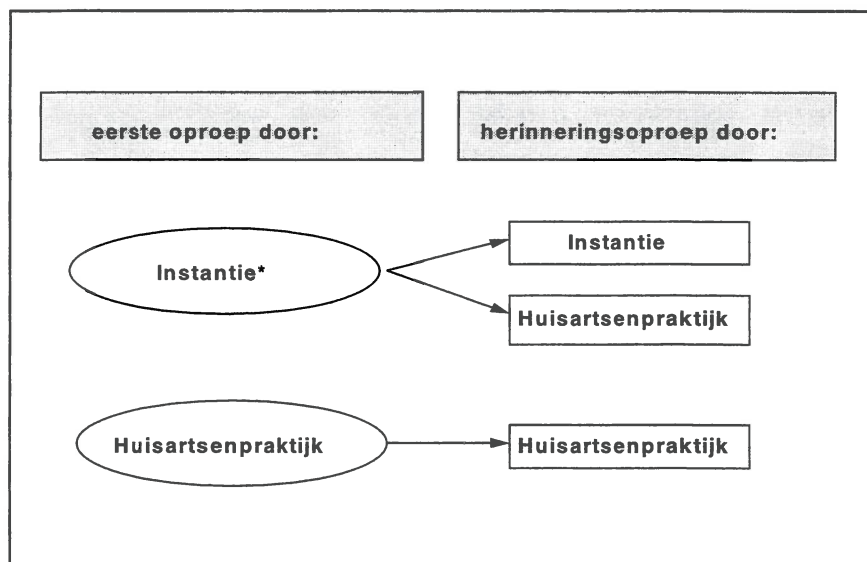 eerste oproep door:
herinneringsoproep door:
Instantie*
Instantie
Huisartsenpraktijk
Huisartsenpraktijk
Huisartsenpraktijk